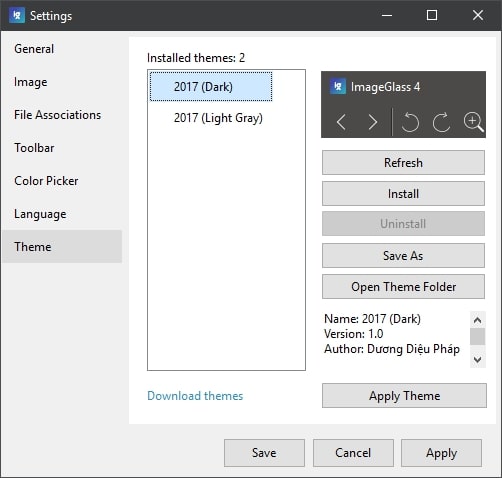 Settings
General
Image
File Associations
Toolbar
Color Picker
Language
Theme
Installed themes: 2
2017 (Dark)
2017 (Light Gray)
Download themes
ImageGlass 4
Refresh
Install
Uninstall
Save As
Open Theme Folder
Name: 2017 (Dark)
Version: 1.0
Author: Dương Diệu Pháp
Apply Theme
Save
Cancel
Apply